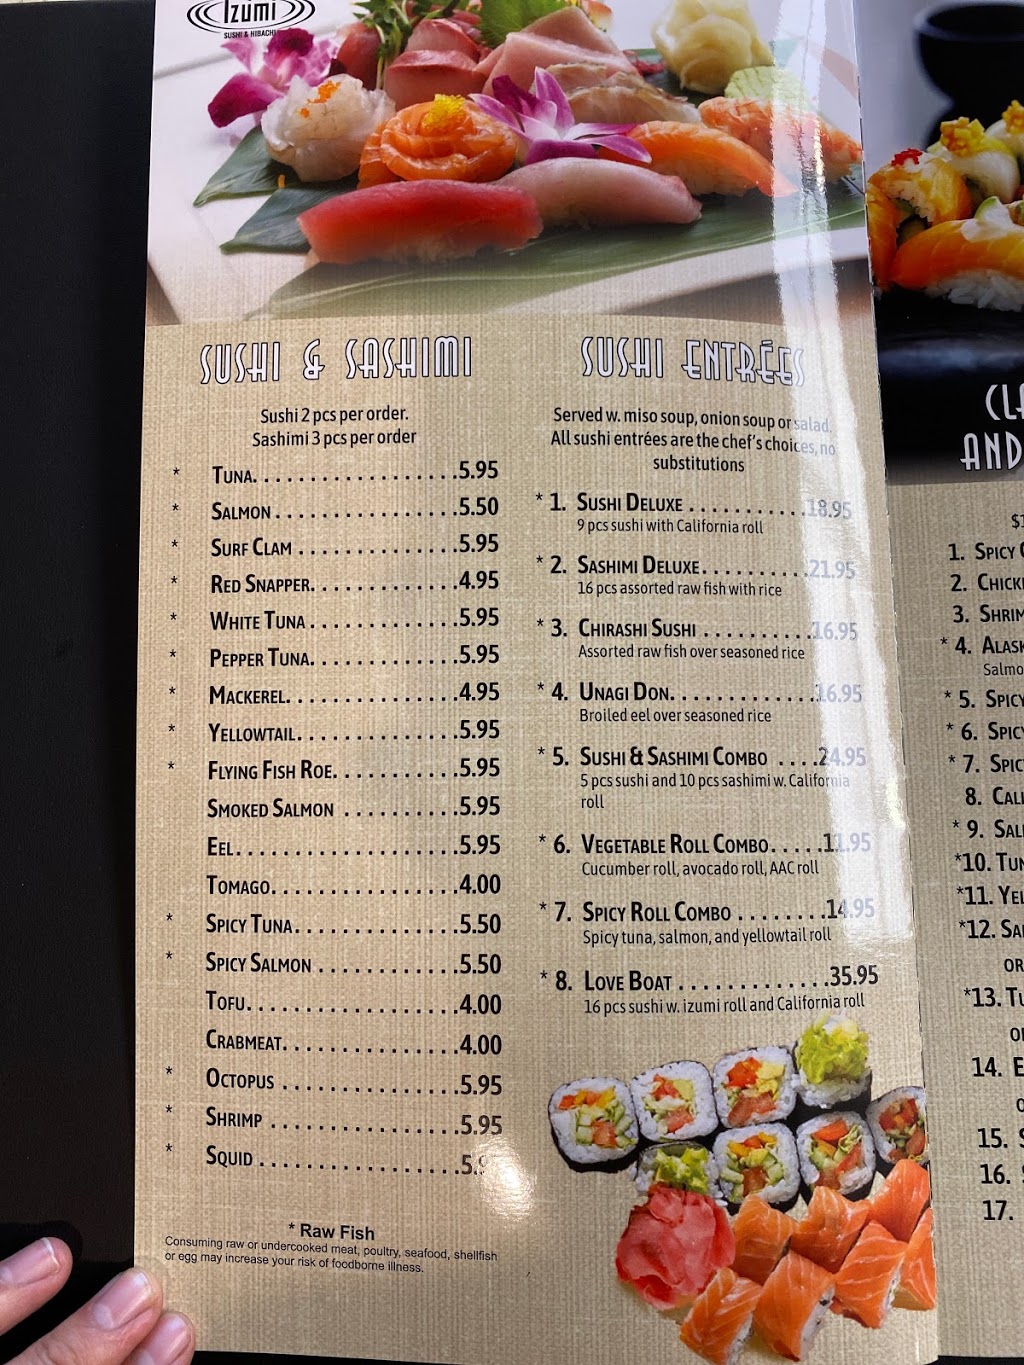 Izumi
SUSHI & HIBACHI
SUSHI & SASHIMI
Sushi 2 pcs per order.
Sashimi 3 pcs per order
* TUNA. . . . . . . . . . . . . . . . . .5.95
* SALMON . . . . . . . . . . . . . . . .5.50
* SURF CLAM . . . . . . . . . . . . . .5.95
* RED SNAPPER. . . . . . . . . . . . .4.95
* WHITE TUNA . . . . . . . . . . . . .5.95
* PEPPER TUNA. . . . . . . . . . . . .5.95
* MACKEREL. . . . . . . . . . . . . . .4.95
* YELLOWTAIL. . . . . . . . . . . . . .5.95
* FLYING FISH ROE. . . . . . . . . . .5.95
SMOKED SALMON . . . . . . . . . .5.95
EEL. . . . . . . . . . . . . . . . . . . .5.95
TOMAGO. . . . . . . . . . . . . . . . .4.00
* SPICY TUNA. . . . . . . . . . . . . . .5.50
* SPICY SALMON . . . . . . . . . . . . .5.50
TOFU. . . . . . . . . . . . . . . . . . .4.00
CRABMEAT. . . . . . . . . . . . . . . .4.00
* OCTOPUS . . . . . . . . . . . . . . . .5.95
* SHRIMP . . . . . . . . . . . . . . . . .5.95
* SQUID . . . . . . . . . . . . . . . . . .5.95
* Raw Fish
Consuming raw or undercooked meat, poultry, seafood, shellfish
or egg may increase your risk of foodborne illness.
SUSHI ENTRÉES
Served w. miso soup, onion soup or salad.
All sushi entrées are the chef's choices, no
substitutions
* 1. SUSHI DELUXE . . . . . . . . . . .18.95
9 pcs sushi with California roll
* 2. SASHIMI DELUXE. . . . . . . . . .21.95
16 pcs assorted raw fish with rice
* 3. CHIRASHI SUSHI . . . . . . . . . .16.95
Assorted raw fish over seasoned rice
* 4. UNAGI DON. . . . . . . . . . . . . .16.95
Broiled eel over seasoned rice
* 5. SUSHI & SASHIMI COMBO . . . .24.95
5 pcs sushi and 10 pcs sashimi w. California
roll
* 6. VEGETABLE ROLL COMBO. . . . .11.95
Cucumber roll, avocado roll, AAC roll
* 7. SPICY ROLL COMBO . . . . . . . .14.95
Spicy tuna, salmon, and yellowtail roll
* 8. LOVE BOAT . . . . . . . . . . . . . .35.95
16 pcs sushi w. izumi roll and California roll
AND
1. SPICY
2.
3.
* 4.
* 5. SPICY
* 6.
* 7.
8.
* 9.
*10.
*11.
*12.
OR
*13.
14.
15.
16.
17.